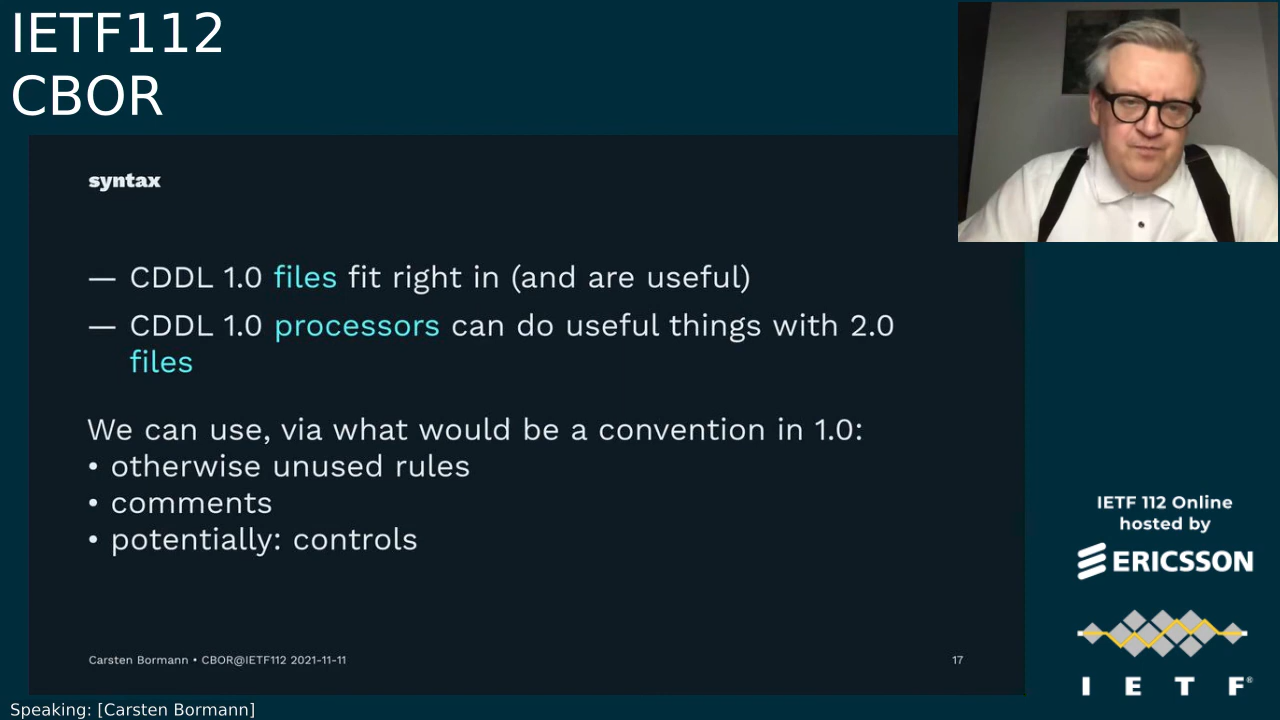 IETF112
CBOR
syntax
— CDDL 1.0 files fit right in (and are useful)
— CDDL 1.0 processors can do useful things with 2.0
files
We can use, via what would be a convention in 1.0:
• otherwise unused rules
• comments
• potentially: controls
Carsten Bormann • CBOR@IETF112 2021-11-11
17
IETF 112 Online
hosted by
ERICSSON
I E T F®
Speaking: [Carsten Bormann]